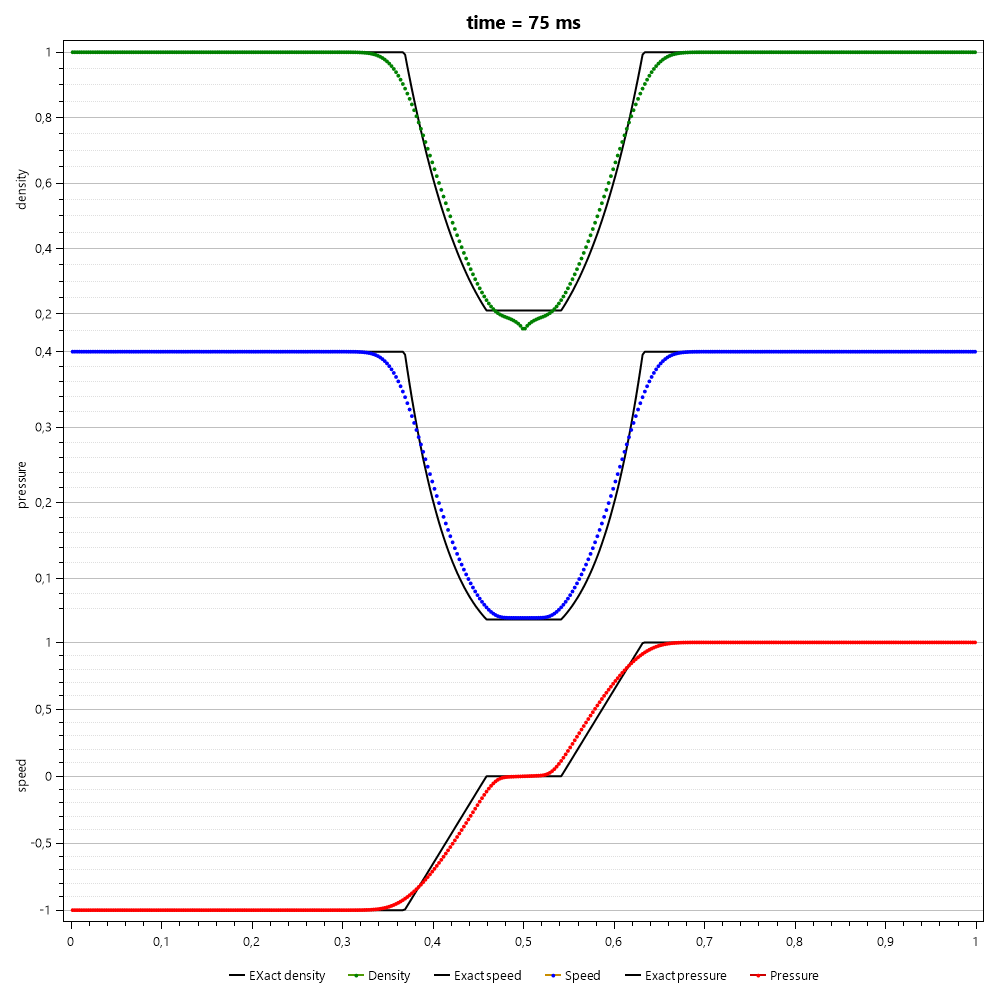 time = 75 ms
1
0,8
0,6
0,4
0,2
density
0,4
0,3
0,2
0,1
pressure
1
0,5
0
-0,5
-1
speed
0 0,1 0,2 0,3 0,4 0,5 0,6 0,7 0,8 0,9 1
EXact density Density Exact speed Speed Exact pressure Pressure